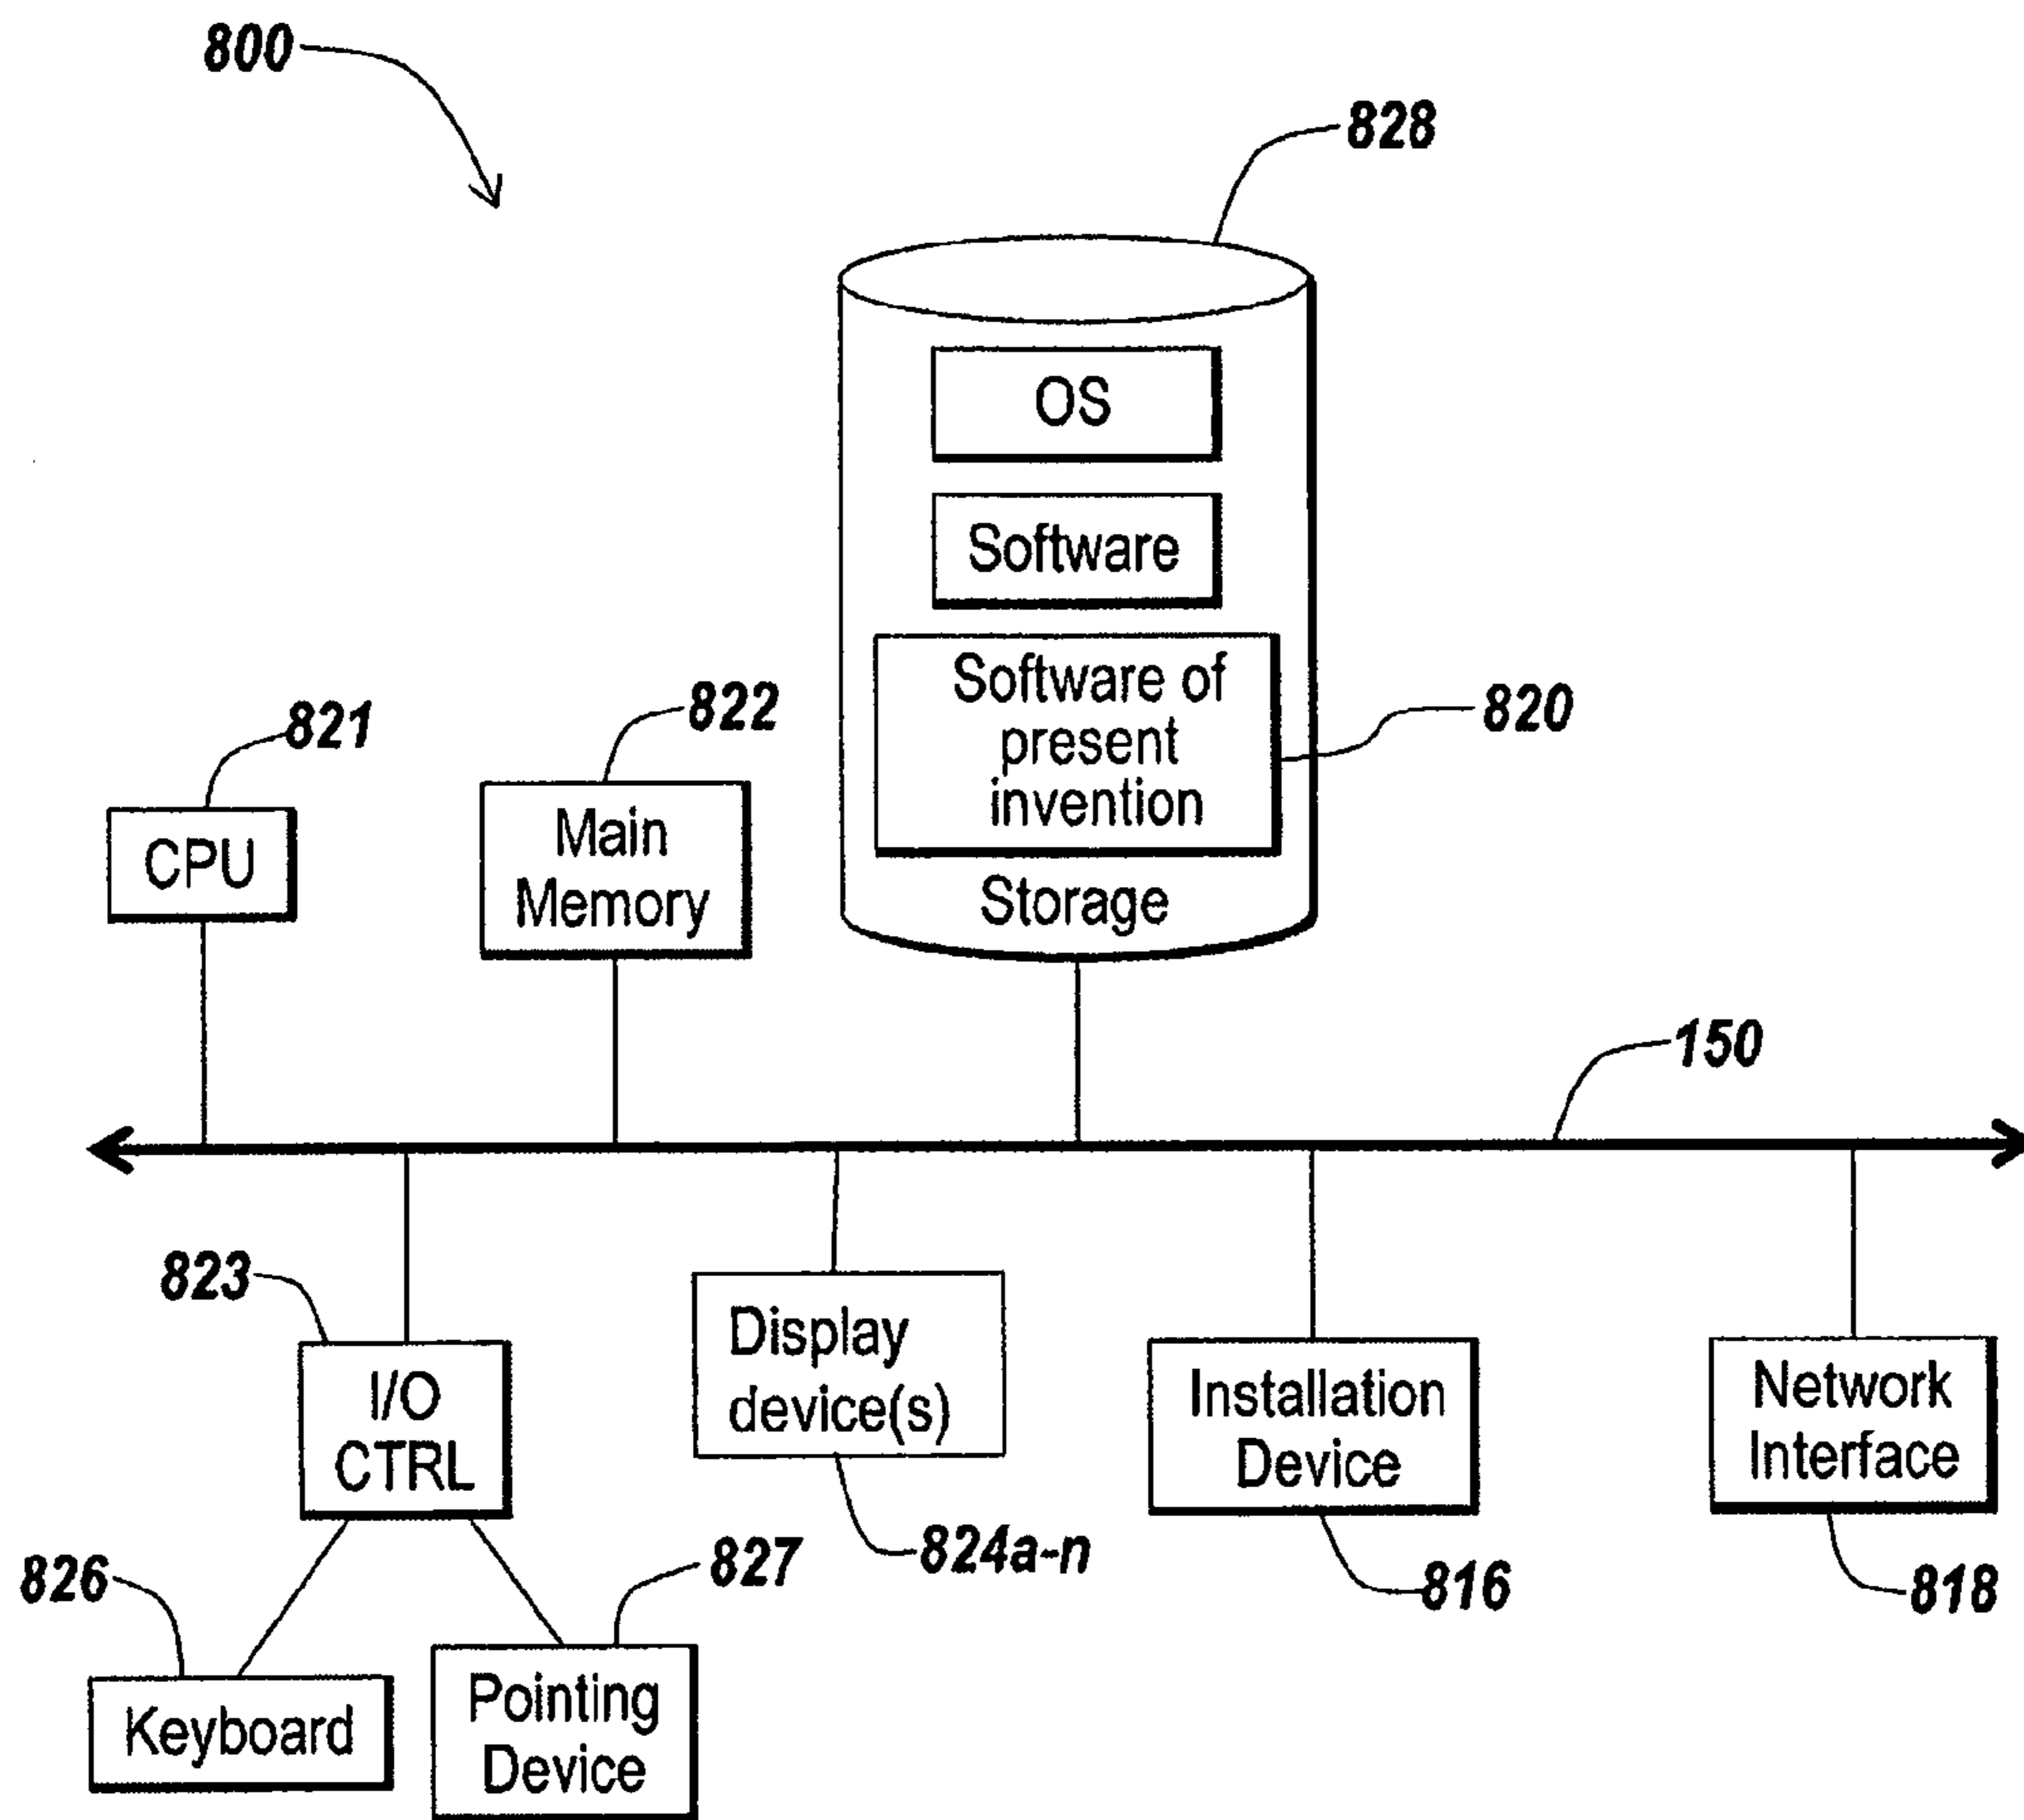 800
828
OS
Software
Software of
present
invention
820
Storage
821
CPU
822
Main
Memory
150
823
I/O
CTRL
Display
device(s)
824a-n
Installation
Device
816
Network
Interface
818
826
Keyboard
827
Pointing
Device